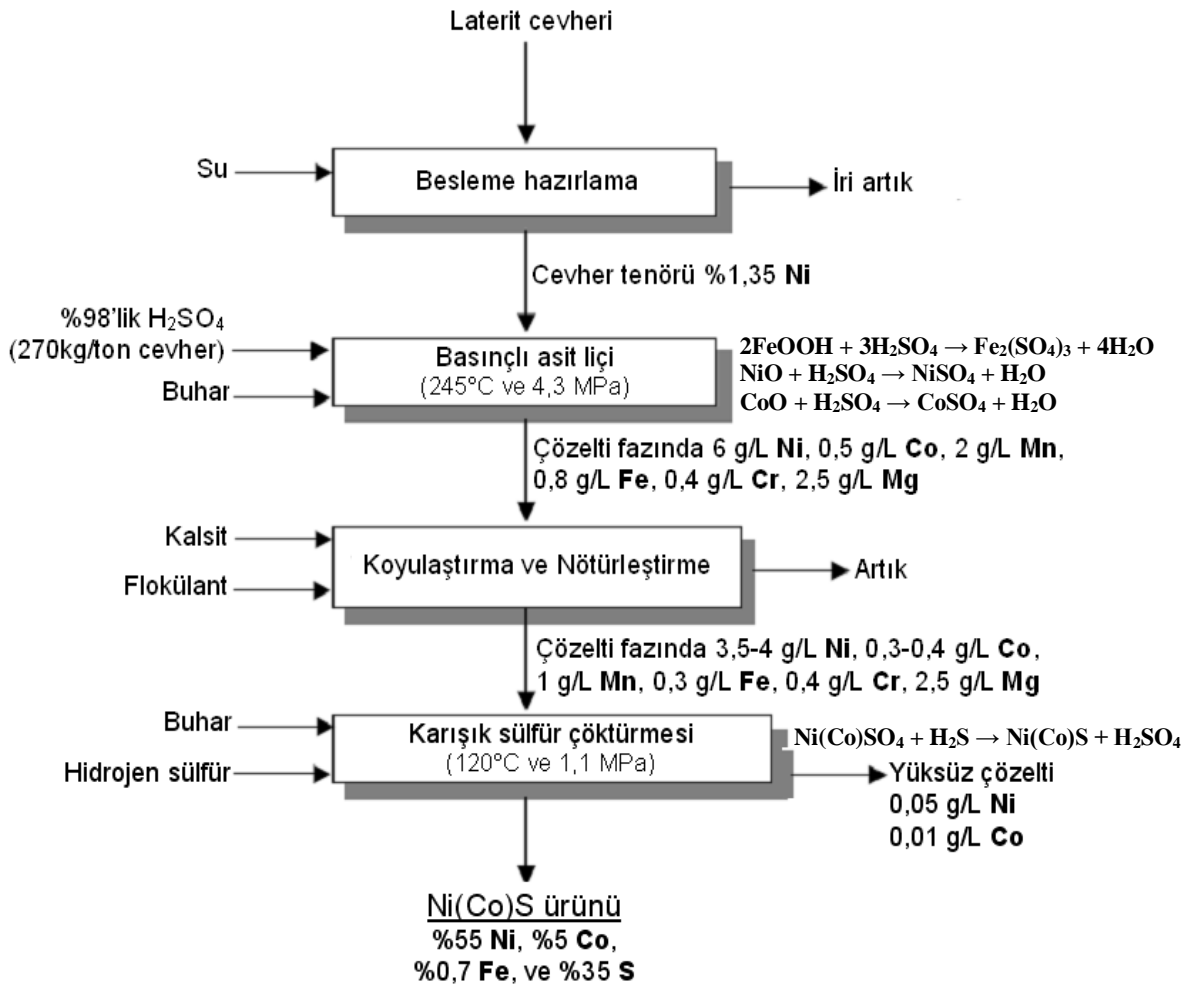 Laterit cevheri
Su
Besleme hazırlama
İri artık
Cevher tenörü %1,35 Ni
%98'lik H₂SO₄
(270kg/ton cevher)
Buhar
Basınçlı asit liçi
(245°C ve 4,3 MPa)
2FeOOH + 3H₂SO₄ → Fe₂(SO₄)₃ + 4H₂O
NiO + H₂SO₄ → NiSO₄ + H₂O
CoO + H₂SO₄ → CoSO₄ + H₂O
Çözelti fazında 6 g/L Ni, 0,5 g/L Co, 2 g/L Mn,
0,8 g/L Fe, 0,4 g/L Cr, 2,5 g/L Mg
Kalsit
Flokülant
Koyulaştırma ve Nötürleştirme
Artık
Çözelti fazında 3,5-4 g/L Ni, 0,3-0,4 g/L Co,
1 g/L Mn, 0,3 g/L Fe, 0,4 g/L Cr, 2,5 g/L Mg
Buhar
Hidrojen sülfür
Karışık sülfür çöktürmesi
(120°C ve 1,1 MPa)
Ni(Co)SO₄ + H₂S → Ni(Co)S + H₂SO₄
Yüksüz çözelti
0,05 g/L Ni
0,01 g/L Co
Ni(Co)S ürünü
%55 Ni, %5 Co,
%0,7 Fe, ve %35 S